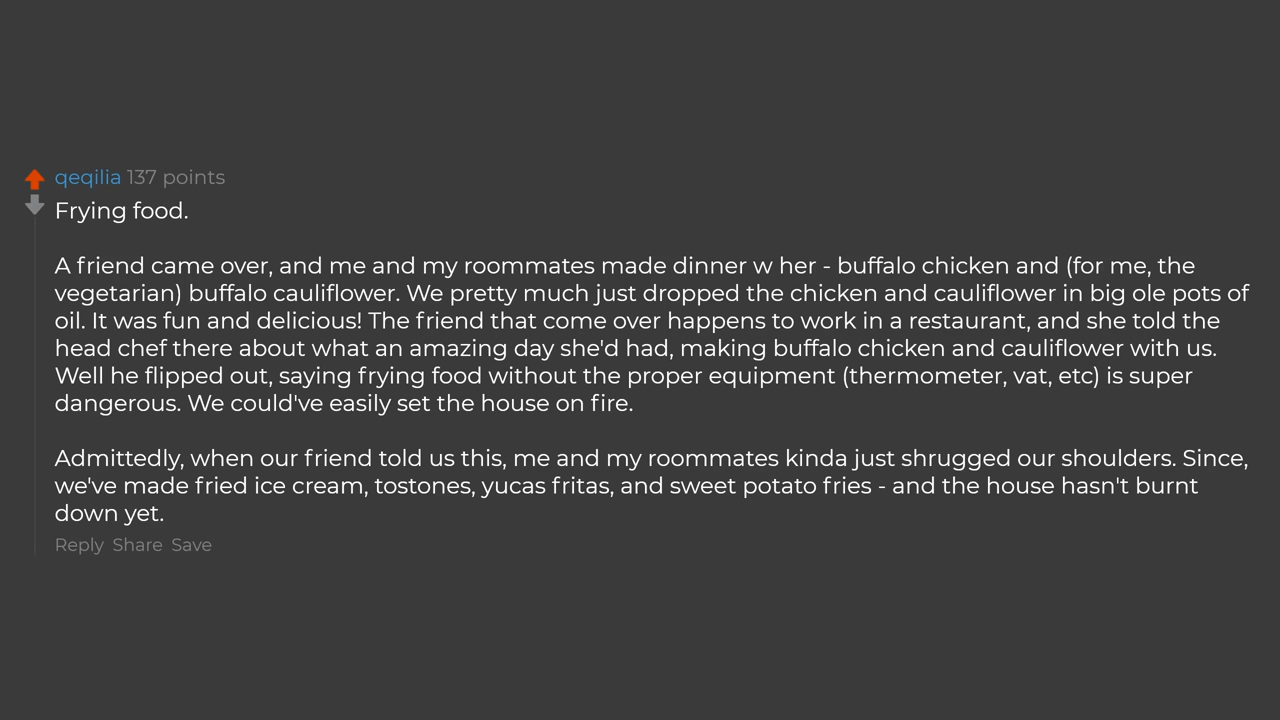 qeqilia 137 points
Frying food.
A friend came over, and me and my roommates made dinner w her - buffalo chicken and (for me, the
vegetarian) buffalo cauliflower. We pretty much just dropped the chicken and cauliflower in big ole pots of
oil. It was fun and delicious! The friend that come over happens to work in a restaurant, and she told the
head chef there about what an amazing day she'd had, making buffalo chicken and cauliflower with us.
Well he flipped out, saying frying food without the proper equipment (thermometer, vat, etc) is super
dangerous. We could've easily set the house on fire.
Admittedly, when our friend told us this, me and my roommates kinda just shrugged our shoulders. Since,
we've made fried ice cream, tostones, yucas fritas, and sweet potato fries - and the house hasn't burnt
down yet.
Reply Share Save